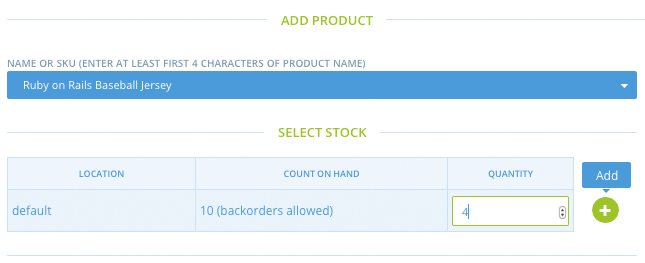 ADD PRODUCT
NAME OR SKU (ENTER AT LEAST FIRST 4 CHARACTERS OF PRODUCT NAME)
Ruby on Rails Baseball Jersey
SELECT STOCK
LOCATION COUNT ON HAND QUANTITY Add
default 10 (backorders allowed) 4